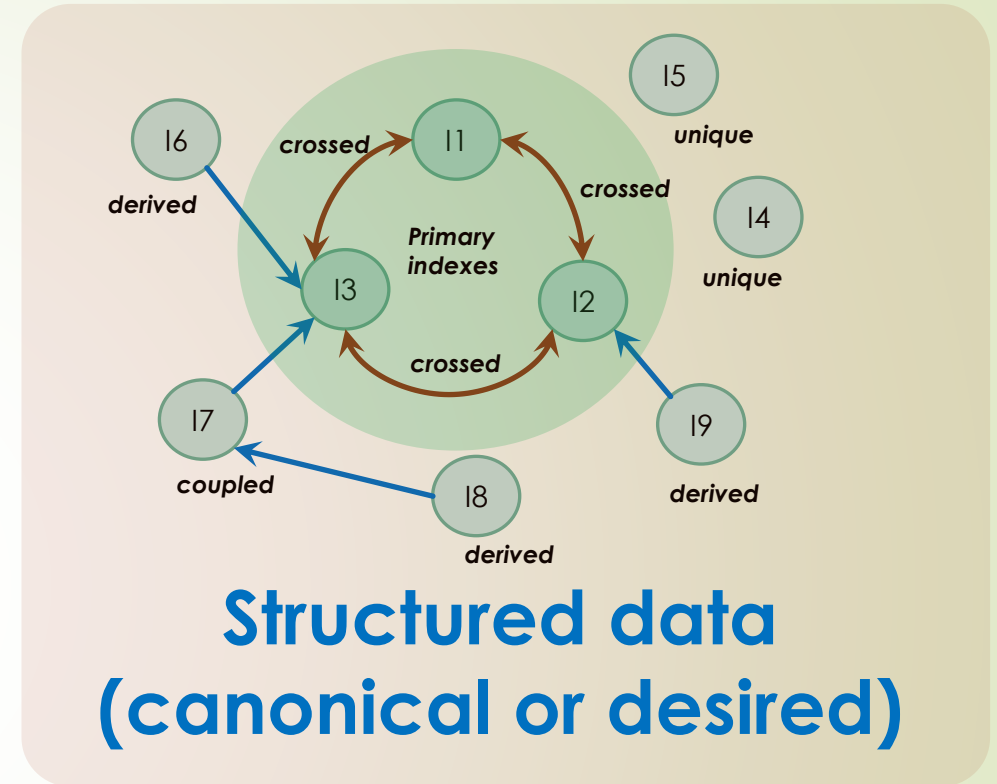 I5
unique
I6
derived
crossed
I1
crossed
I4
unique
Primary
indexes
I3
I2
crossed
I7
coupled
I8
derived
I9
derived
Structured data
(canonical or desired)